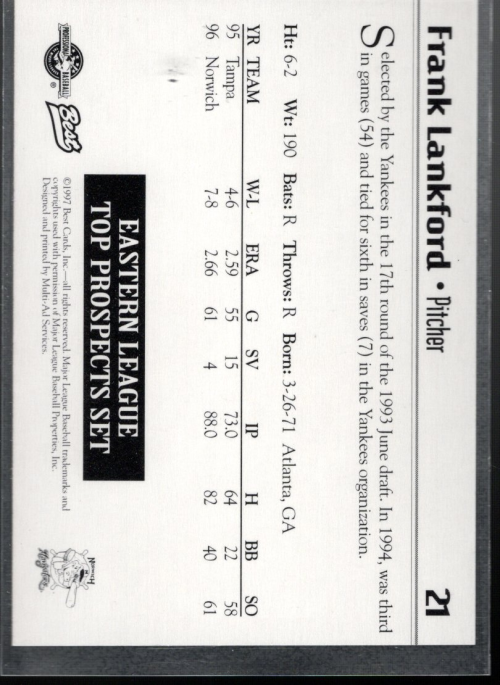 Frank Lankford • Pitcher 21
Selected by the Yankees in the 17th round of the 1993 June draft. In 1994, was third
in games (54) and tied for sixth in saves (7) in the Yankees organization.
Ht: 6-2 Wt: 190 Bats: R Throws: R Born: 3-26-71 Atlanta, GA
YR TEAM W-L ERA G SV IP H BB SO
95 Tampa 4-6 2.59 55 15 73.0 64 22 58
96 Norwich 7-8 2.66 61 4 88.0 82 40 61
EASTERN LEAGUE
TOP PROSPECTS SET
PROFESSIONAL BASEBALL
®
Best
©1997 Best Cards, Inc.—all rights reserved. Major League Baseball trademarks and
copyrights used with permission of Major League Baseball Properties, Inc.
Designed and printed by Multi-Ad Services.
NORWICH
Navigators